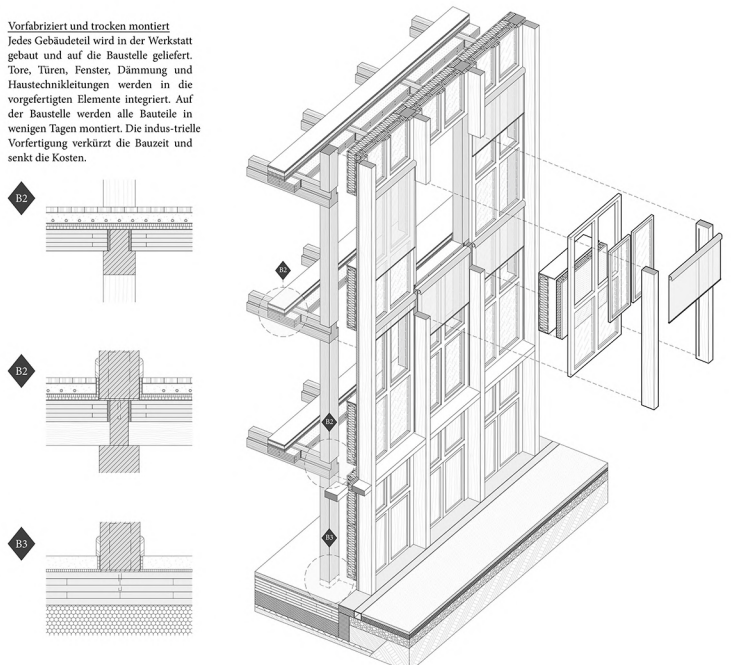 Vorfabriziert und trocken montiert
Jedes Gebäudeteil wird in der Werkstatt
gebaut und auf die Baustelle geliefert.
Tore, Türen, Fenster, Dämmung und
Haustechnikleitungen werden in die
vorgefertigten Elemente integriert. Auf
der Baustelle werden alle Bauteile in
wenigen Tagen montiert. Die indus-trielle
Vorfertigung verkürzt die Bauzeit und
senkt die Kosten.
B2
B2
B3
B2
B2
B3